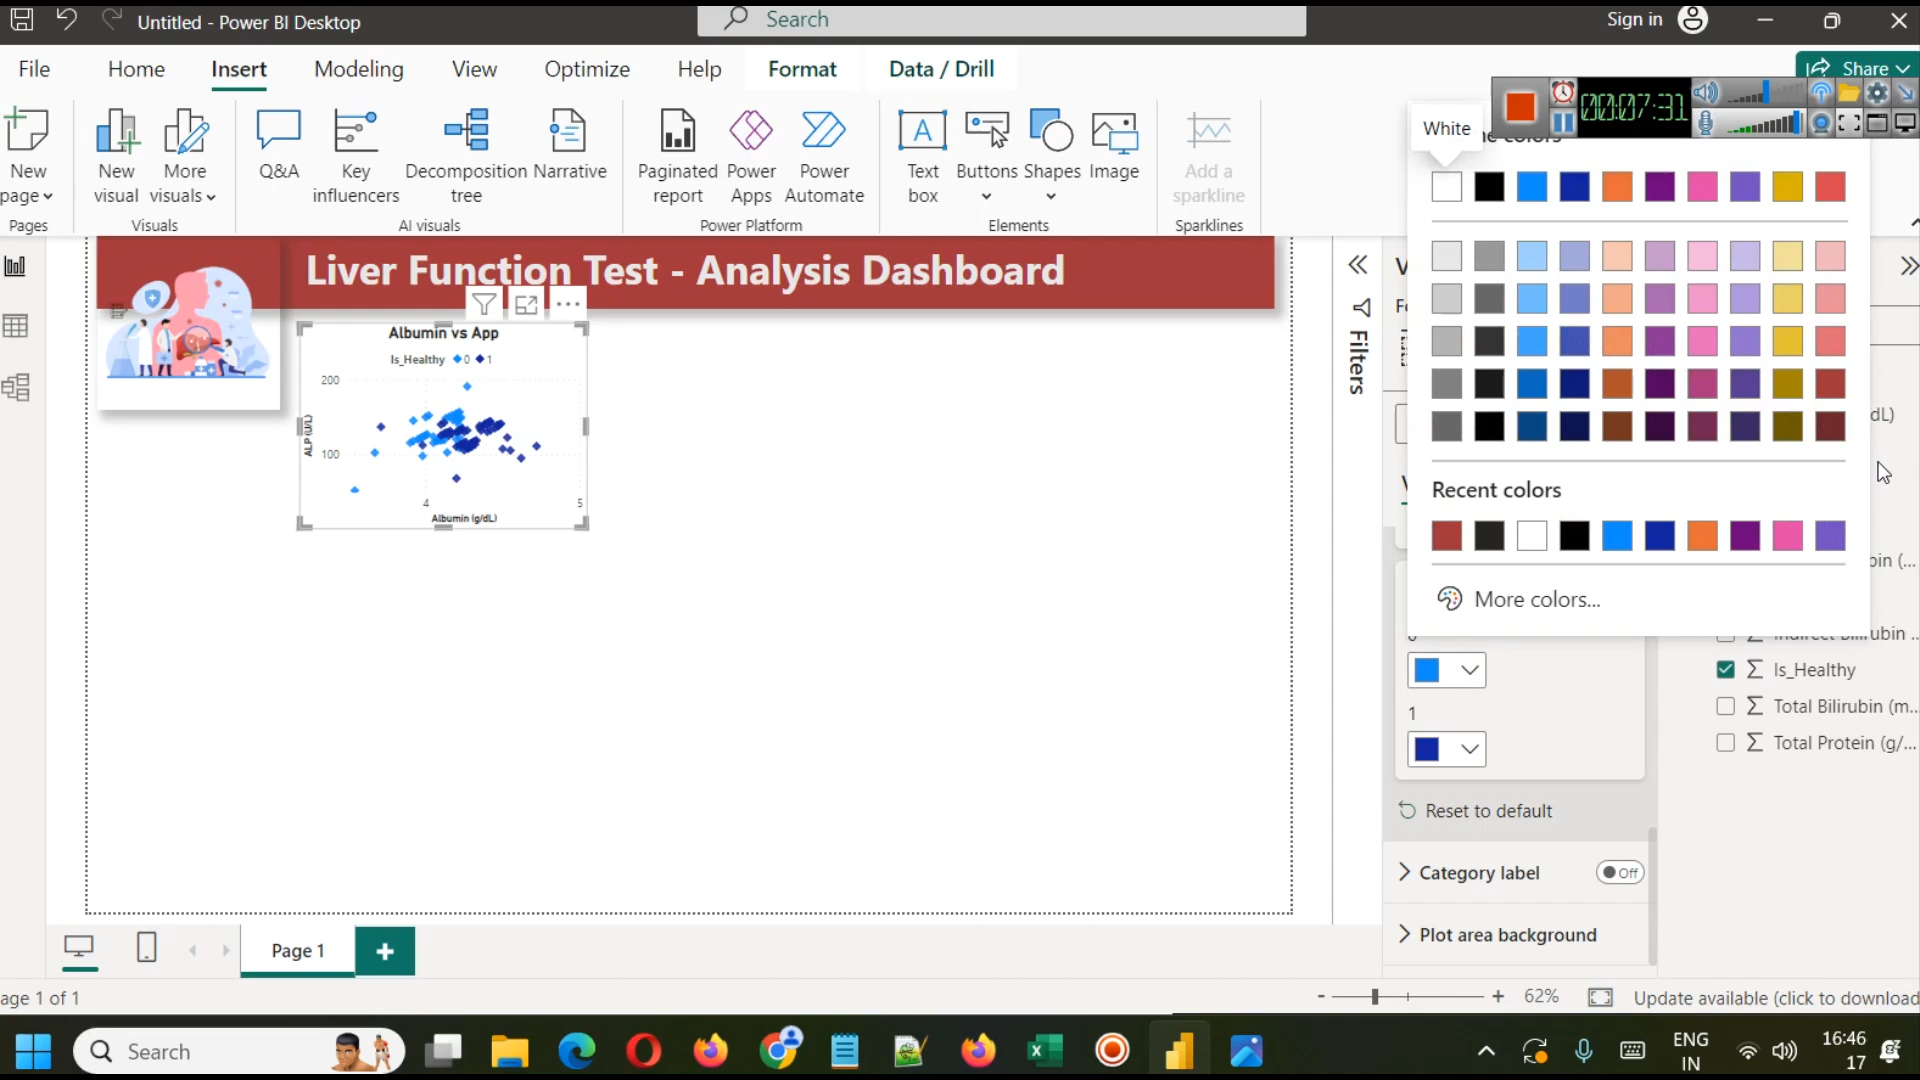 Untitled - Power BI Desktop
Search
Sign in
File
Home
Insert
Modeling
View
Optimize
Help
Format
Data / Drill
Share
00:07:31
New
page
New
visual
More
visuals
Q&A
Key
influencers
Decomposition
tree
Narrative
Paginated
report
Power
Apps
Power
Automate
Text
box
Buttons
Shapes
Image
Add a
sparkline
White
Pages
Visuals
AI visuals
Power Platform
Elements
Sparklines
Liver Function Test - Analysis Dashboard
Albumin vs App
Is_Healthy 0 1
200
100
ALP (U/L)
4
5
Albumin (g/dL)
Filters
dL)
Recent colors
More colors...
Is_Healthy
1
Total Bilirubin (m...
Total Protein (g/...
Reset to default
Category label
Off
Plot area background
Page 1
+
age 1 of 1
- + 62%
Update available (click to download
Search
ENG
IN
16:46
17